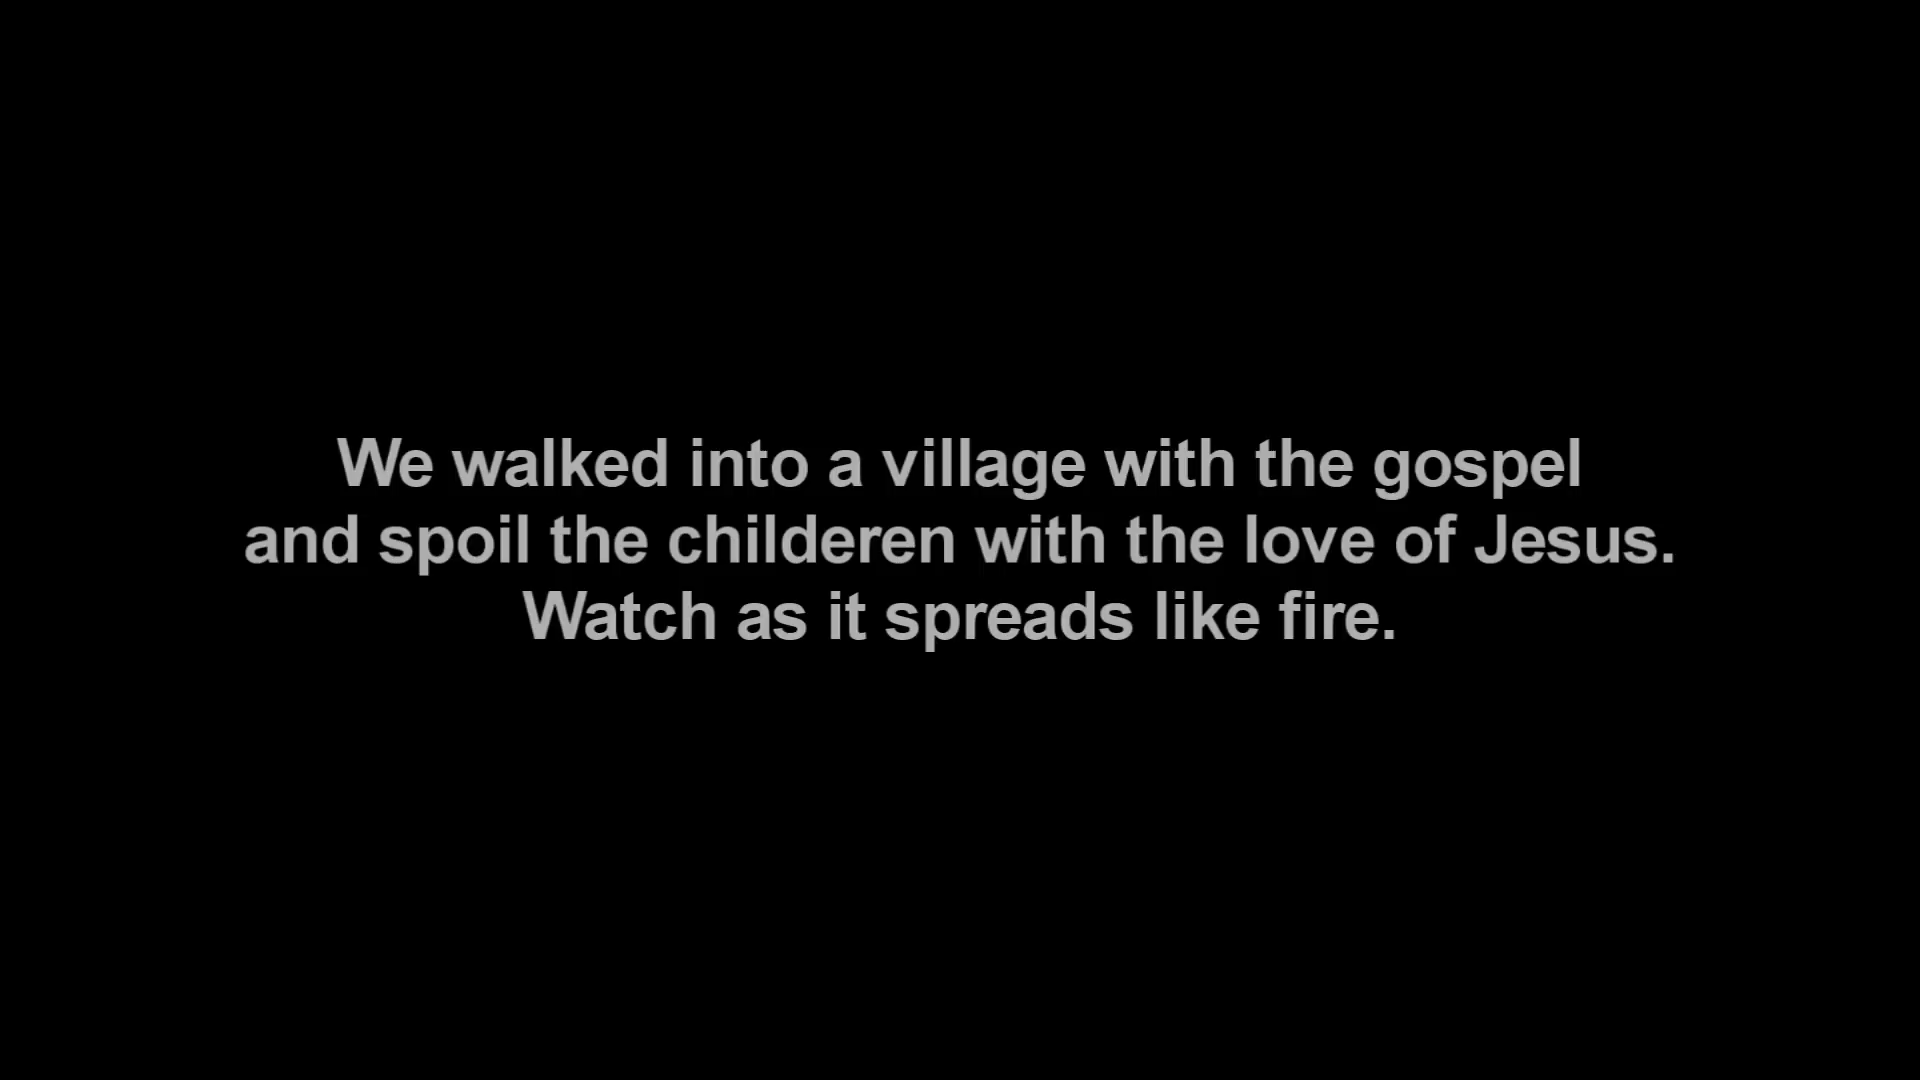 We walked into a village with the gospel
and spoil the childeren with the love of Jesus.
Watch as it spreads like fire.